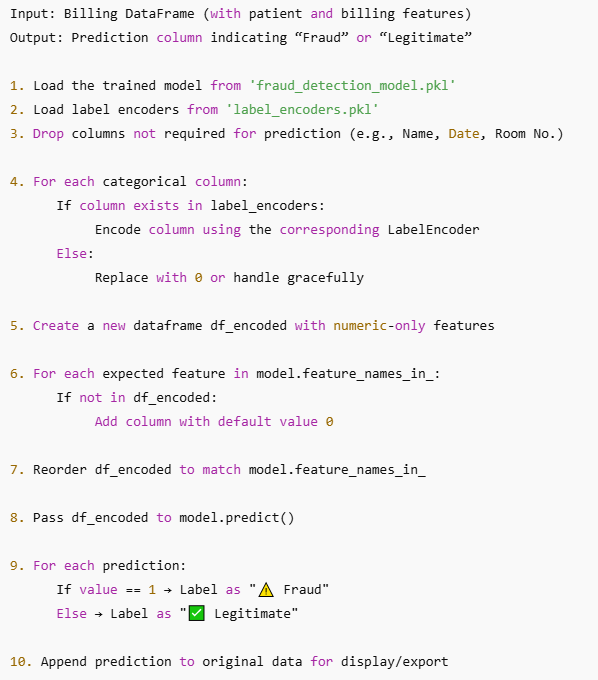 Input: Billing DataFrame (with patient and billing features)
Output: Prediction column indicating “Fraud” or “Legitimate”
1. Load the trained model from 'fraud_detection_model.pkl'
2. Load label encoders from 'label_encoders.pkl'
3. Drop columns not required for prediction (e.g., Name, Date, Room No.)
4. For each categorical column:
If column exists in label_encoders:
Encode column using the corresponding LabelEncoder
Else:
Replace with 0 or handle gracefully
5. Create a new dataframe df_encoded with numeric-only features
6. For each expected feature in model.feature_names_in_:
If not in df_encoded:
Add column with default value 0
7. Reorder df_encoded to match model.feature_names_in_
8. Pass df_encoded to model.predict()
9. For each prediction:
If value == 1 → Label as "⚠️ Fraud"
Else → Label as "✅ Legitimate"
10. Append prediction to original data for display/export